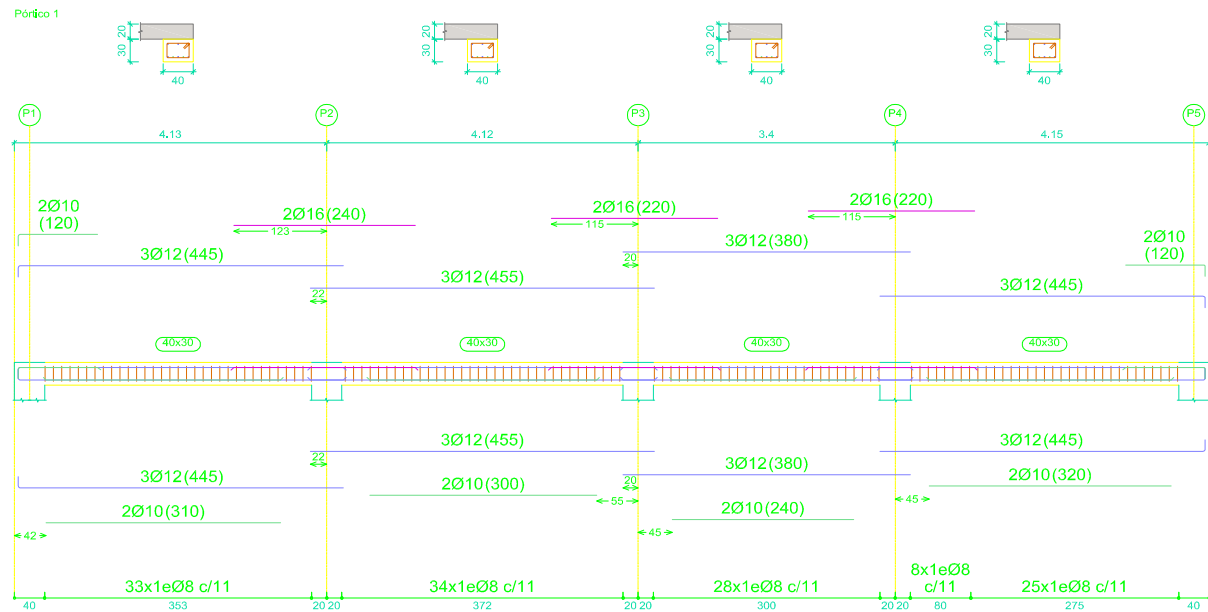 Pórtico 1
20
30
40
20
30
40
20
30
40
20
30
40
P1
P2
P3
P4
P5
4.13
4.12
3.4
4.15
2Ø10
(120)
2Ø16(240)
123
2Ø16(220)
115
2Ø16(220)
115
3Ø12(445)
3Ø12(455)
22
3Ø12(380)
20
2Ø10
(120)
3Ø12(445)
40x30
40x30
40x30
40x30
3Ø12(455)
22
3Ø12(445)
3Ø12(445)
3Ø12(380)
20
2Ø10(300)
55
2Ø10(320)
45
2Ø10(310)
42
2Ø10(240)
45
33x1eØ8 c/11
34x1eØ8 c/11
28x1eØ8 c/11
8x1eØ8
c/11
25x1eØ8 c/11
40
353
20
20
372
20
20
300
20
20
80
275
40